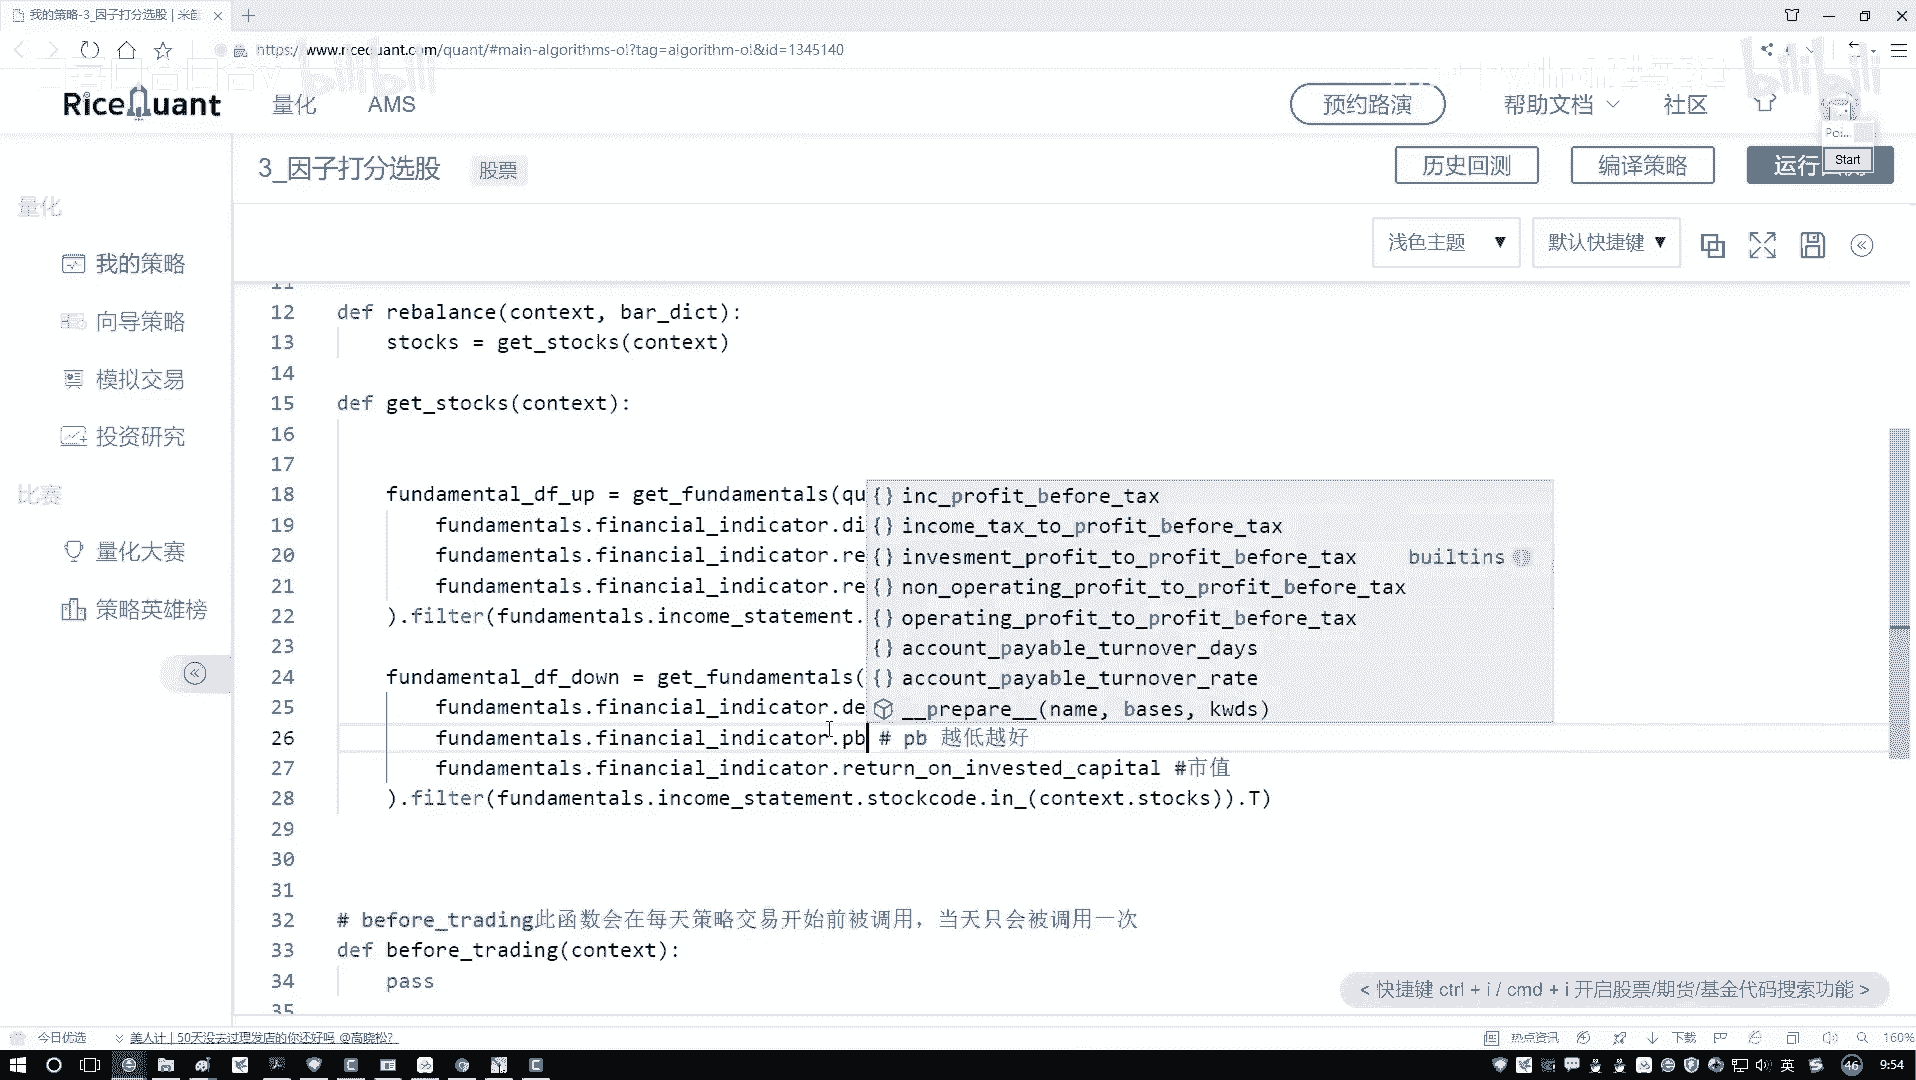 我的策略-3_因子打分选股 | 米筐
https://www.ricequant.com/quant/#main-algorithms-ol?tag=algorithm-ol&id=1345140
bilibili
bilibili
RiceQuant
量化
AMS
预约路演
帮助文档
社区
Poi...
Start
3_因子打分选股
股票
历史回测
编译策略
运行
量化
我的策略
向导策略
模拟交易
投资研究
比赛
量化大赛
策略英雄榜
浅色主题
默认快捷键
11
12 def rebalance(context, bar_dict):
13 stocks = get_stocks(context)
14
15 def get_stocks(context):
16
17
18 fundamental_df_up = get_fundamentals(qu
19 fundamentals.financial_indicator.di
20 fundamentals.financial_indicator.re
21 fundamentals.financial_indicator.re
22 ).filter(fundamentals.income_statement.
23
24 fundamental_df_down = get_fundamentals(
25 fundamentals.financial_indicator.de
26 fundamentals.financial_indicator.pb # pb 越低越好
27 fundamentals.financial_indicator.return_on_invested_capital #市值
28 ).filter(fundamentals.income_statement.stockcode.in_(context.stocks)).T)
29
30
31
32 # before_trading此函数会在每天策略交易开始前被调用，当天只会被调用一次
33 def before_trading(context):
34 pass
35
{} inc_profit_before_tax
{} income_tax_to_profit_before_tax
{} invesment_profit_to_profit_before_tax builtins
{} non_operating_profit_to_profit_before_tax
{} operating_profit_to_profit_before_tax
{} account_payable_turnover_days
{} account_payable_turnover_rate
__prepare__(name, bases, kwds)
< 快捷键 ctrl + i / cmd + i 开启股票/期货/基金代码搜索功能 >
今日优选
美人计 | 50天没去过理发店的你还好吗 @高晓松?
热点资讯
下载
160%
英
46
9:54